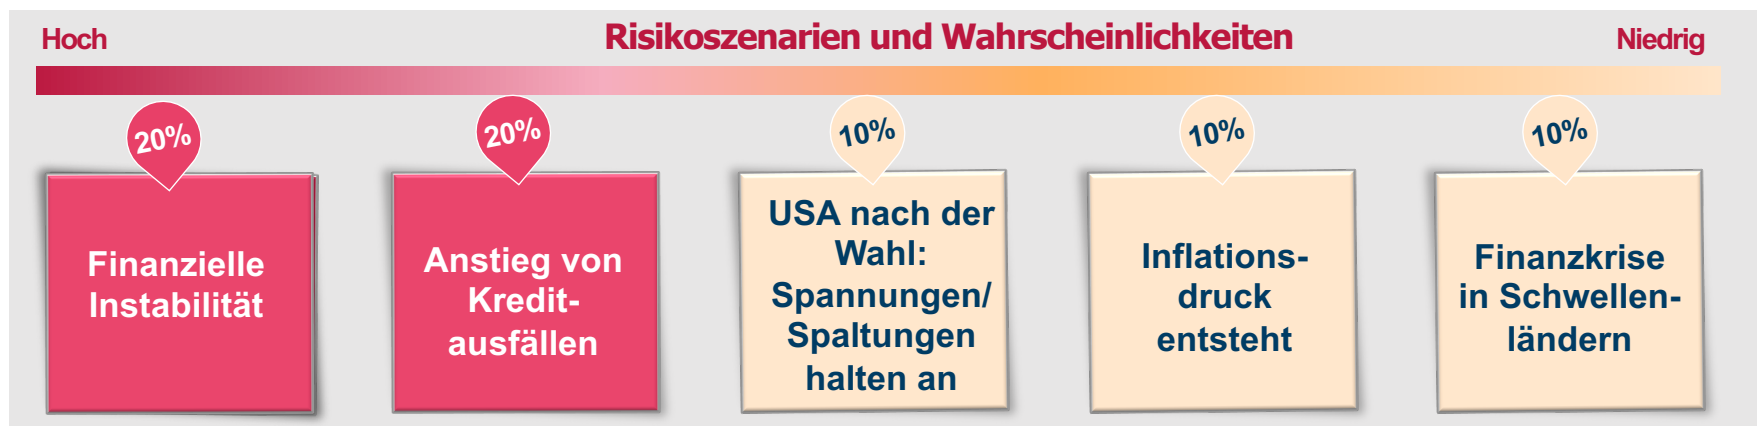 Hoch
Risikoszenarien und Wahrscheinlichkeiten
Niedrig
20%
Finanzielle
Instabilität
20%
Anstieg von
Kredit-
ausfällen
10%
USA nach der
Wahl:
Spannungen/
Spaltungen
halten an
10%
Inflations-
druck
entsteht
10%
Finanzkrise
in Schwellen-
ländern